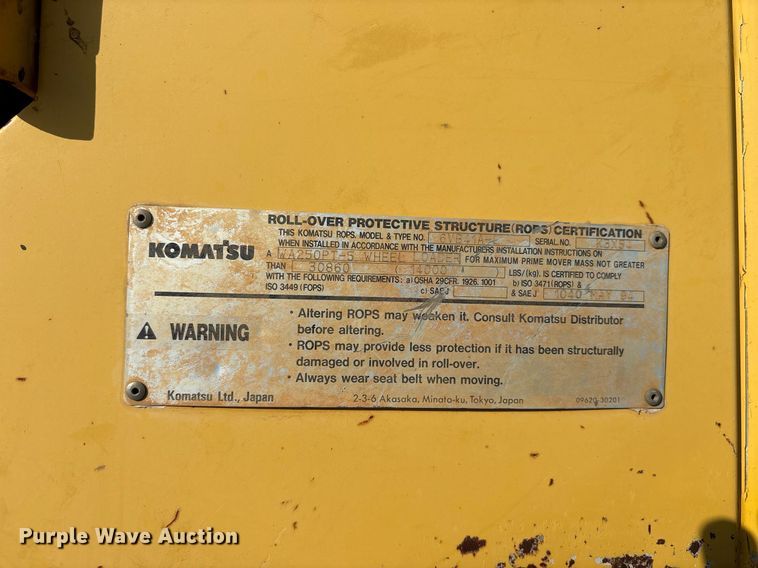 ROLL-OVER PROTECTIVE STRUCTURE(ROPS) CERTIFICATION
THIS KOMATSU ROPS. MODEL & TYPE NO. SERIAL NO.
WHEN INSTALLED IN ACCORDANCE WITH THE MANUFACTURERS INSTALLATION INSTRUCTIONS ON
KOMATSU
A WA250PT-5 WHEEL LOADER FOR MAXIMUM PRIME MOVER MASS NOT GREATER
THAN 30860 (14000) LBS/(kg). IS CERTIFIED TO COMPLY
WITH THE FOLLOWING REQUIREMENTS: a) OSHA 29CFR. 1926. 1001 b) ISO 3471(ROPS) &
ISO 3449 (FOPS) c) SAE J & SAE J 1040 MAY 94
WARNING
• Altering ROPS may weaken it. Consult Komatsu Distributor
before altering.
• ROPS may provide less protection if it has been structurally
damaged or involved in roll-over.
• Always wear seat belt when moving.
Komatsu Ltd., Japan 2-3-6 Akasaka, Minato-ku, Tokyo, Japan 09620-30201
Purple Wave Auction